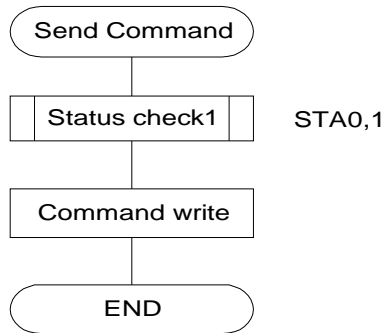 Send Command
Status check1
STA0,1
Command write
END